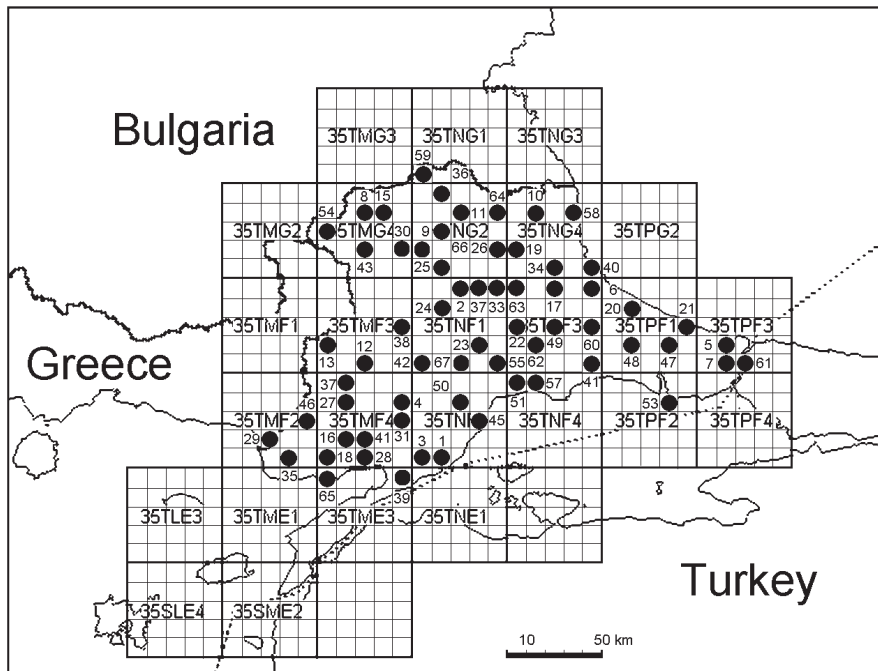 Bulgaria
35TMG3 35TNG1 35TNG3
59 36
8 15 64 10
54 11 58
35TMG2 35TMG4 30 9 35TNG2 35TNG4 35TPG2
66 26 19
43 25 34 40
6
24 2 37 33 63 17 20 21
35TMF1 35TMF3 35TNF1 35TNF3 35TPF1 35TPF3
12 38 23 22 49 60 5
Greece
13 42 67 55 62 48 47 7 61
37 50 57 41
27 4 51 53
46
35TMF2 35TMF4 35TNF2 45 35TNF4 35TPF2 35TPF4
29 16 41 31 3 1
35 18 28
65 39
35TLE3 35TME1 35TME3 35TNE1
Turkey
35SLE4 35SME2
10 50 km